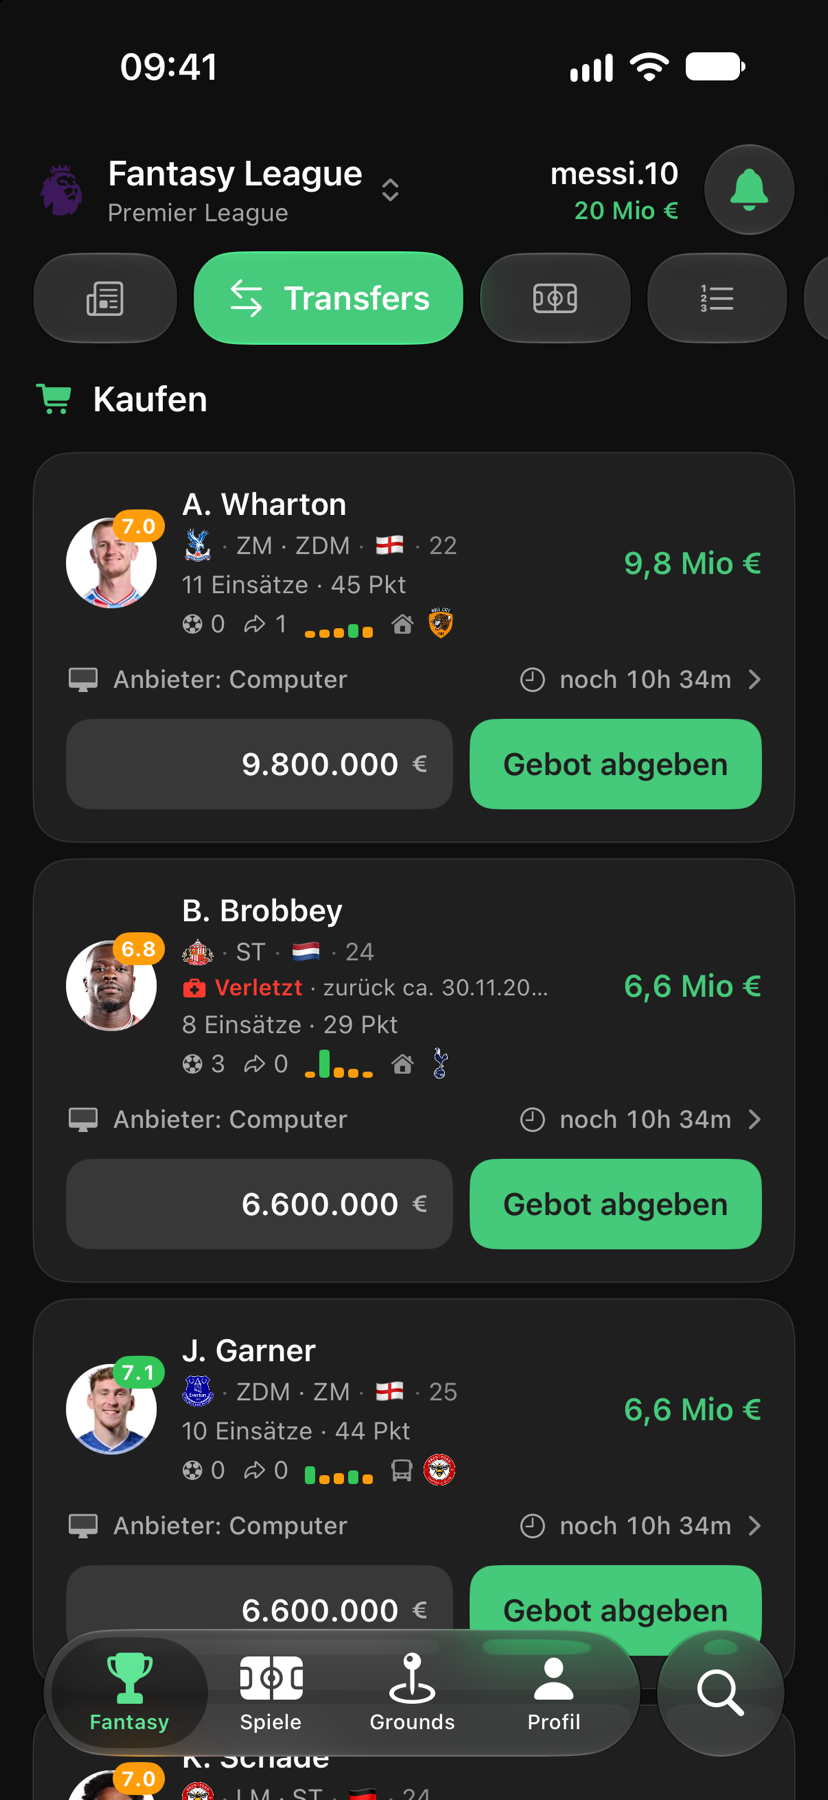 09:41
Fantasy League
Premier League
messi.10
20 Mio €
Transfers
Kaufen
7.0
A. Wharton
· ZM · ZDM · · 22
11 Einsätze · 45 Pkt
0 1
9,8 Mio €
Anbieter: Computer
noch 10h 34m
9.800.000 €
Gebot abgeben
6.8
B. Brobbey
· ST · · 24
Verletzt · zurück ca. 30.11.20...
8 Einsätze · 29 Pkt
3 0
6,6 Mio €
Anbieter: Computer
noch 10h 34m
6.600.000 €
Gebot abgeben
7.1
J. Garner
· ZDM · ZM · · 25
10 Einsätze · 44 Pkt
0 0
6,6 Mio €
Anbieter: Computer
noch 10h 34m
6.600.000 €
Gebot abgeben
Fantasy
Spiele
Grounds
Profil
K. Schade
7.0
· LM · ST · · 24